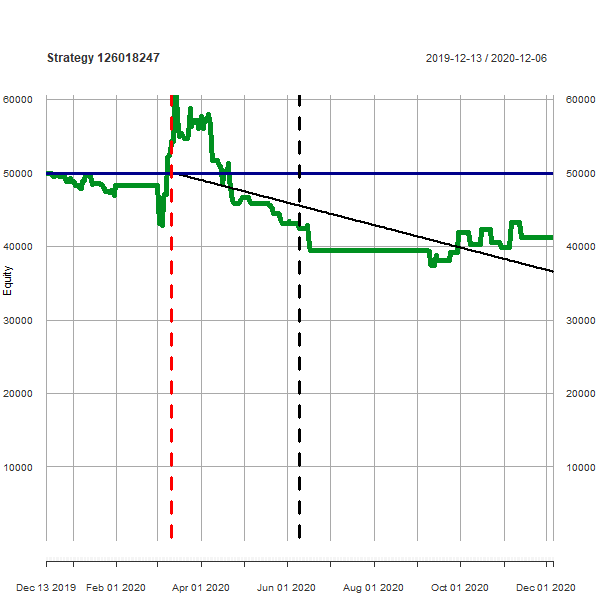 Strategy 126018247
2019-12-13 / 2020-12-06
60000
60000
50000
50000
40000
40000
Equity
30000
30000
20000
20000
10000
10000
Dec 13 2019
Feb 01 2020
Apr 01 2020
Jun 01 2020
Aug 01 2020
Oct 01 2020
Dec 01 2020